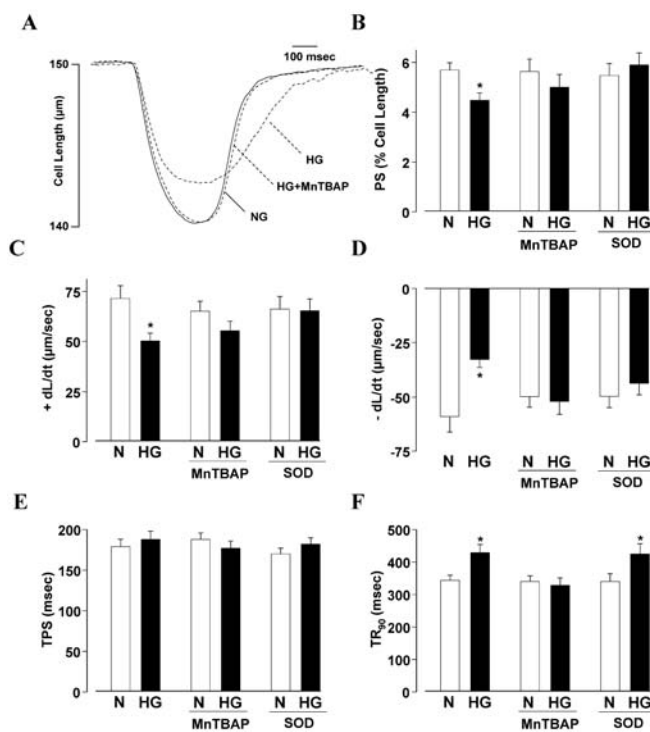 A
100 msec
150
140
Cell Length (μm)
HG
HG+MnTBAP
NG
B
PS (% Cell Length)
6
4
2
0
*
N HG N HG N HG
MnTBAP SOD
C
+ dL/dt (μm/sec)
75
50
25
0
*
N HG N HG N HG
MnTBAP SOD
D
- dL/dt (μm/sec)
0
-25
-50
-75
*
N HG N HG N HG
MnTBAP SOD
E
TPS (msec)
200
150
100
50
0
N HG N HG N HG
MnTBAP SOD
F
TR90 (msec)
500
400
300
200
100
0
* *
N HG N HG N HG
MnTBAP SOD